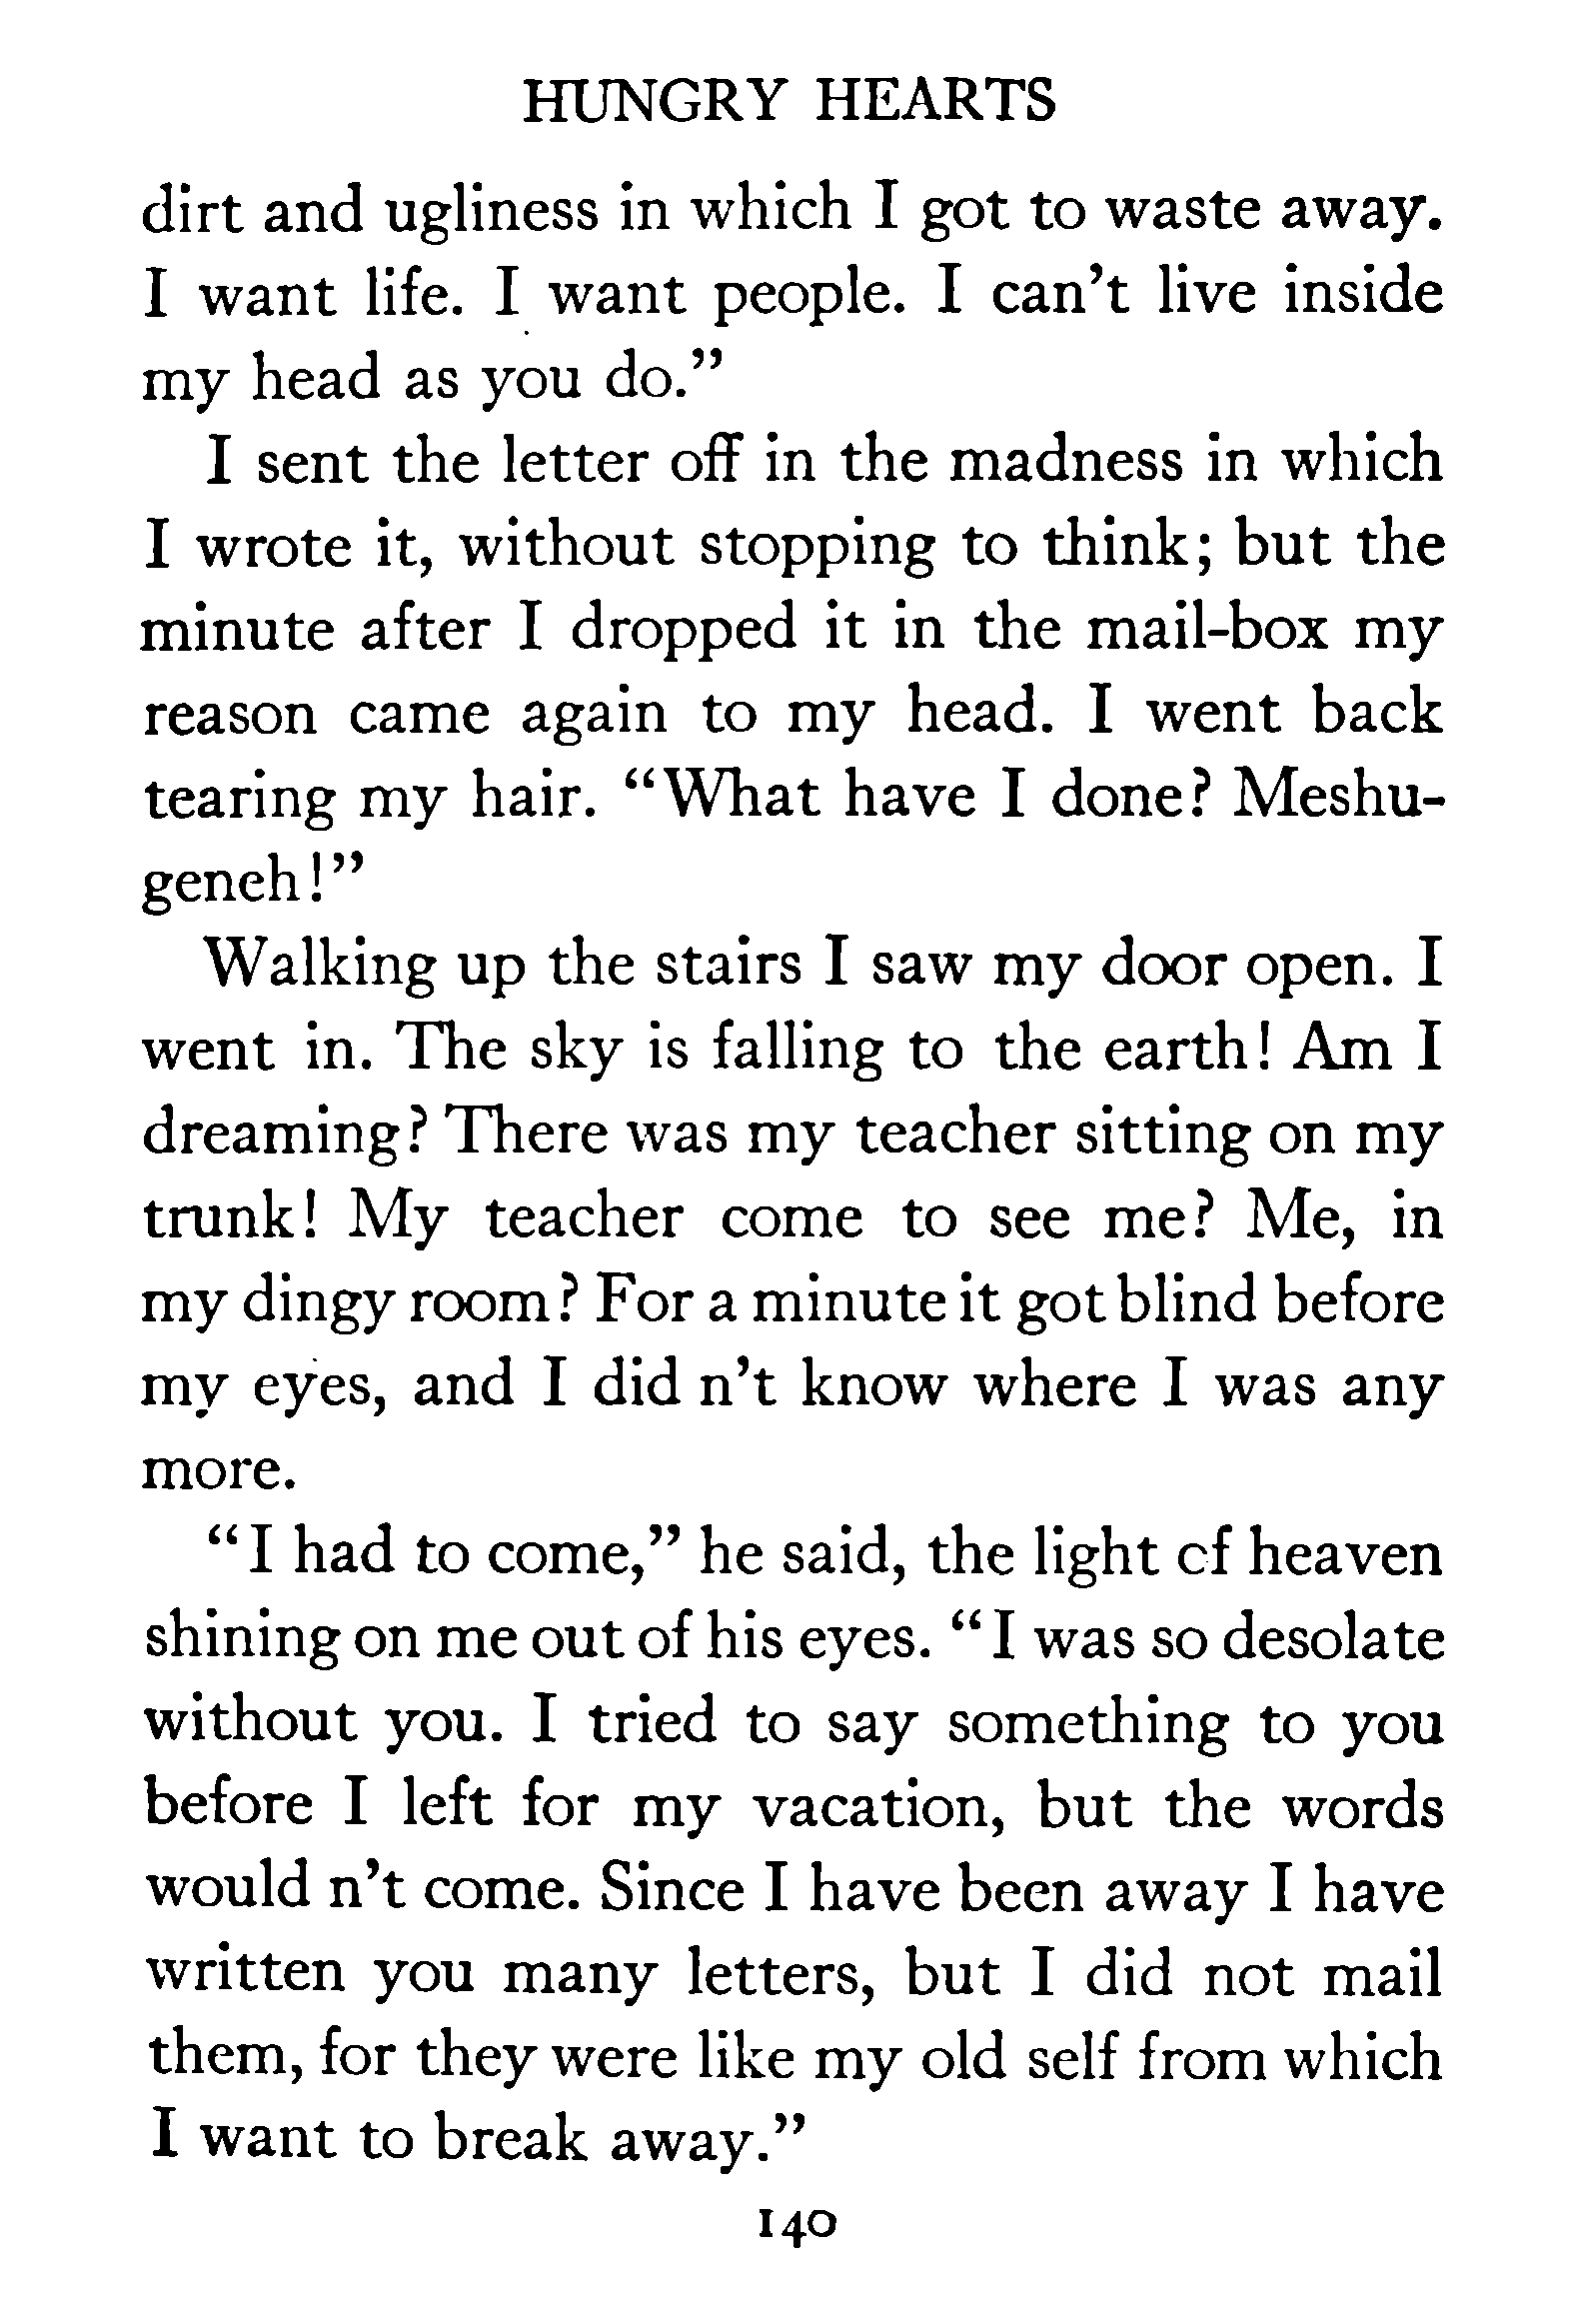 HUNGRY HEARTS
dirt and ugliness in which I got to waste away.
I want life. I want people. I can’t live inside
my head as you do.”
I sent the letter off in the madness in which
I wrote it, without stopping to think; but the
minute after I dropped it in the mail-box my
reason came again to my head. I went back
tearing my hair. “What have I done? Meshu-
geneh!”
Walking up the stairs I saw my door open. I
went in. The sky is falling to the earth! Am I
dreaming? There was my teacher sitting on my
trunk! My teacher come to see me? Me, in
my dingy room? For a minute it got blind before
my eyes, and I did n’t know where I was any
more.
“I had to come,” he said, the light of heaven
shining on me out of his eyes. “I was so desolate
without you. I tried to say something to you
before I left for my vacation, but the words
would n’t come. Since I have been away I have
written you many letters, but I did not mail
them, for they were like my old self from which
I want to break away.”
140